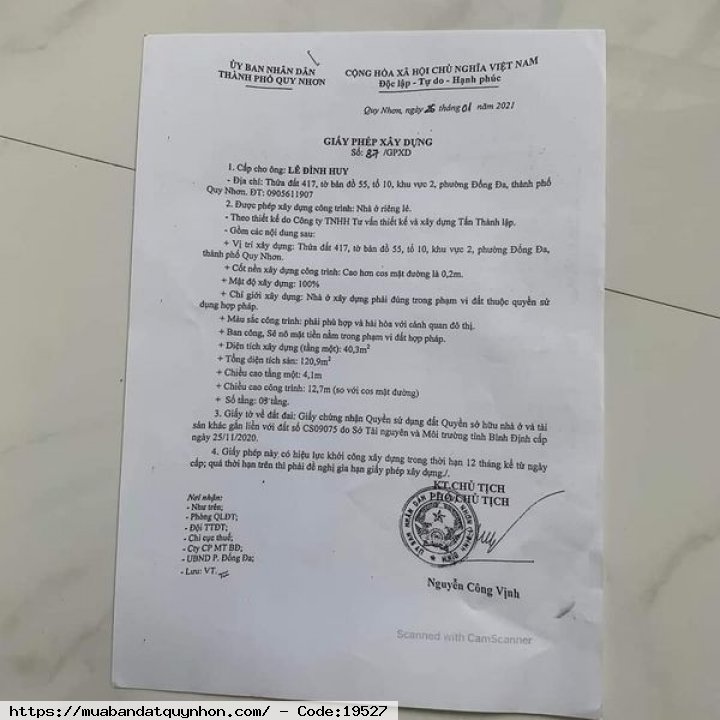 ỦY BAN NHÂN DÂN
THÀNH PHỐ QUY NHƠN
CỘNG HÒA XÃ HỘI CHỦ NGHĨA VIỆT NAM
Độc lập - Tự do - Hạnh phúc
Quy Nhơn, ngày 26 tháng 01 năm 2021
GIẤY PHÉP XÂY DỰNG
Số: 87 /GPXD
1. Cấp cho ông: LÊ ĐÌNH HUY
- Địa chỉ: Thửa đất 417, tờ bản đồ 55, tổ 10, khu vực 2, phường Đống Đa, thành phố
Quy Nhơn. ĐT: 0905611907
2. Được phép xây dựng công trình: Nhà ở riêng lẻ.
- Theo thiết kế do Công ty TNHH Tư vấn thiết kế và xây dựng Tấn Thành lập.
- Gồm các nội dung sau:
+ Vị trí xây dựng: Thửa đất 417, tờ bản đồ 55, tổ 10, khu vực 2, phường Đống Đa,
thành phố Quy Nhơn.
+ Cốt nền xây dựng công trình: Cao hơn cos mặt đường là 0,2m.
+ Mật độ xây dựng: 100%
+ Chỉ giới xây dựng: Nhà ở xây dựng phải đúng trong phạm vi đất thuộc quyền sử
dụng hợp pháp.
+ Màu sắc công trình: phải phù hợp và hài hòa với cảnh quan đô thị.
+ Ban công, Sê nô mặt tiền nằm trong phạm vi đất hợp pháp.
+ Diện tích xây dựng (tầng một): 40,3m²
+ Tổng diện tích sàn: 120,9m²
+ Chiều cao tầng một: 4,1m
+ Chiều cao công trình: 12,7m (so với cos mặt đường)
+ Số tầng: 03 tầng.
3. Giấy tờ về đất đai: Giấy chứng nhận Quyền sử dụng đất Quyền sở hữu nhà ở và tài
sản khác gắn liền với đất số CS09075 do Sở Tài nguyên và Môi trường tỉnh Bình Định cấp
ngày 25/11/2020.
4. Giấy phép này có hiệu lực khởi công xây dựng trong thời hạn 12 tháng kể từ ngày
cấp; quá thời hạn trên thì phải đề nghị gia hạn giấy phép xây dựng./.
KT.CHỦ TỊCH
PHÓ CHỦ TỊCH
Nơi nhận:
- Như trên;
- Phòng QLĐT;
- Đội TTĐT;
- Chi cục thuế;
- Cty CP MT BĐ;
- UBND P. Đống Đa;
- Lưu: VT.
Nguyễn Công Vịnh
Scanned with CamScanner
https://muabandatquynhon.com/ - Code:19527